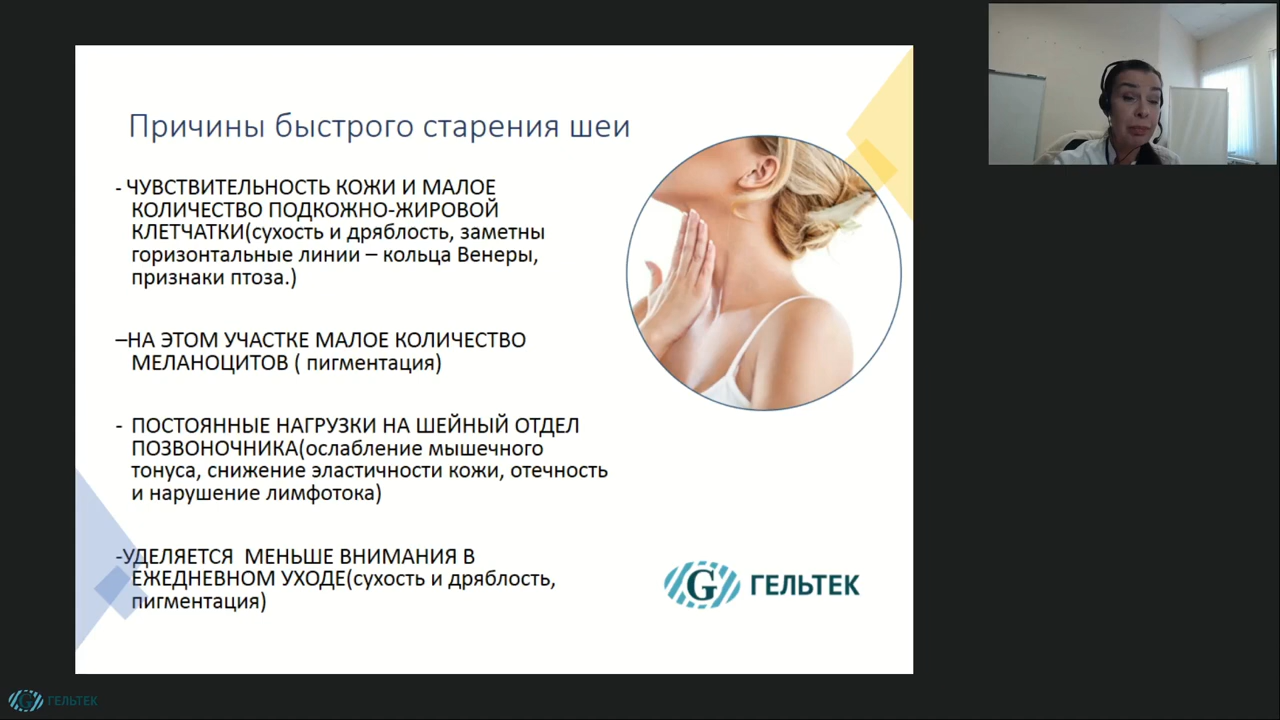 Причины быстрого старения шеи
- ЧУВСТВИТЕЛЬНОСТЬ КОЖИ И МАЛОЕ
КОЛИЧЕСТВО ПОДКОЖНО-ЖИРОВОЙ
КЛЕТЧАТКИ(сухость и дряблость, заметны
горизонтальные линии – кольца Венеры,
признаки птоза.)
–НА ЭТОМ УЧАСТКЕ МАЛОЕ КОЛИЧЕСТВО
МЕЛАНОЦИТОВ ( пигментация)
- ПОСТОЯННЫЕ НАГРУЗКИ НА ШЕЙНЫЙ ОТДЕЛ
ПОЗВОНОЧНИКА(ослабление мышечного
тонуса, снижение эластичности кожи, отечность
и нарушение лимфотока)
-УДЕЛЯЕТСЯ  МЕНЬШЕ ВНИМАНИЯ В
ЕЖЕДНЕВНОМ УХОДЕ(сухость и дряблость,
пигментация)
G ГЕЛЬТЕК
G ГЕЛЬТЕК